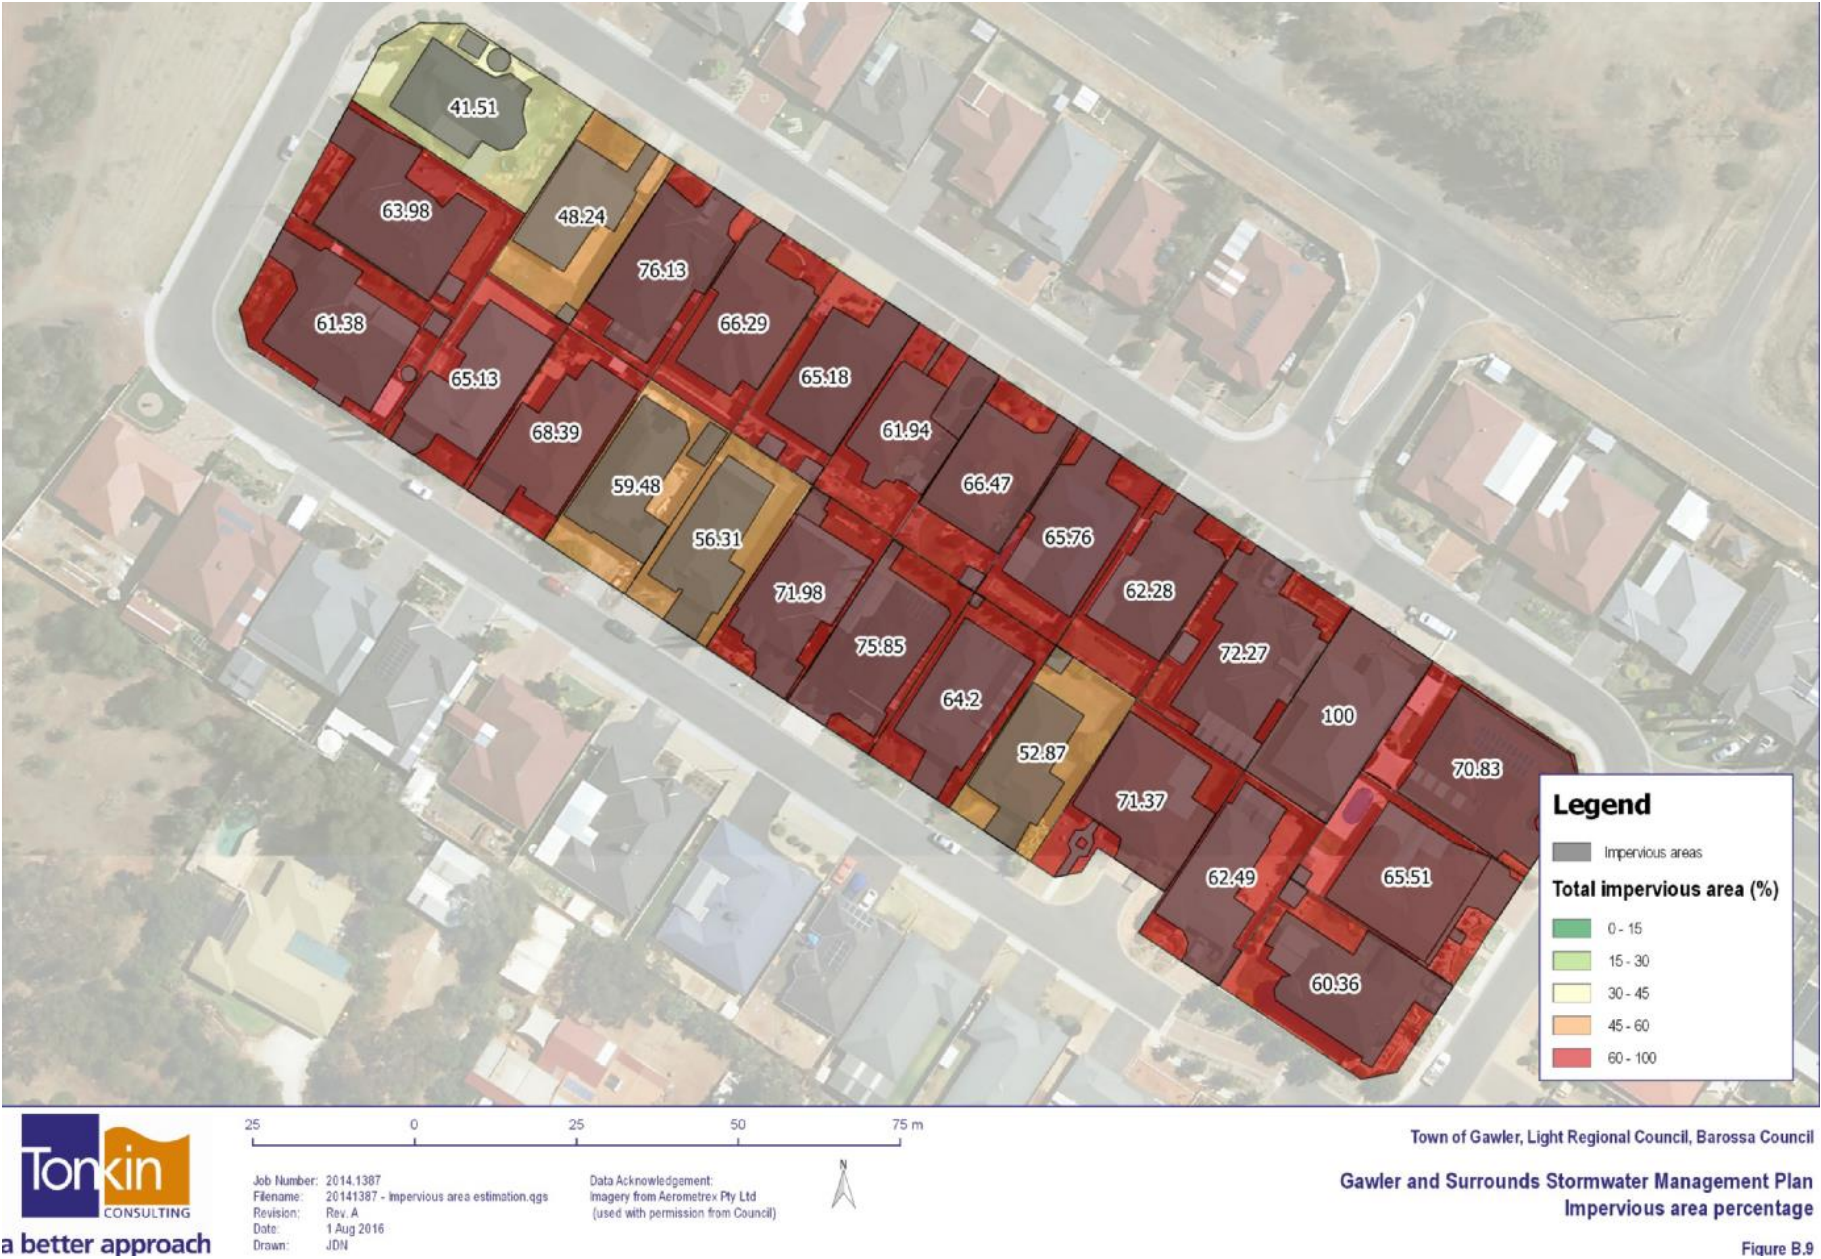 41.51
63.98
48.24
76.13
61.38
66.29
65.13
65.18
68.39
61.94
59.48
66.47
56.31
65.76
71.98
62.28
75.85
72.27
64.2
100
52.87
70.83
71.37
62.49
65.51
60.36
Legend
Impervious areas
Total impervious area (%)
0 - 15
15 - 30
30 - 45
45 - 60
60 - 100
Tonkin
CONSULTING
a better approach
25 0 25 50 75 m
Job Number: 2014.1387
Filename: 20141387 - Impervious area estimation.qgs
Revision: Rev. A
Date: 1 Aug 2016
Drawn: JDN
Data Acknowledgement:
Imagery from Aerometrex Pty Ltd
(used with permission from Council)
N
Town of Gawler, Light Regional Council, Barossa Council
Gawler and Surrounds Stormwater Management Plan
Impervious area percentage
Figure B.9